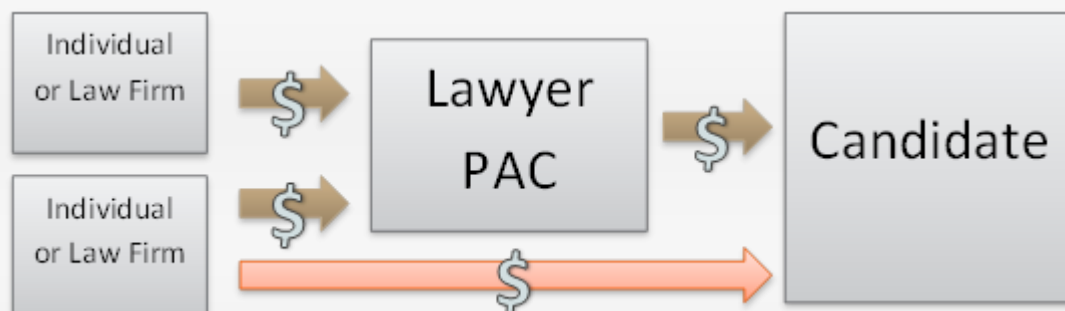 Individual
or Law Firm
$
Lawyer
PAC
$
Candidate
Individual
or Law Firm
$
$